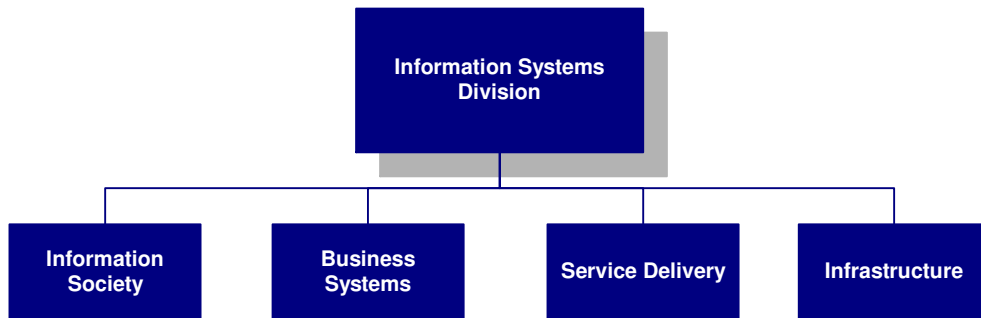 Information Systems
Division
Information
Society
Business
Systems
Service Delivery
Infrastructure